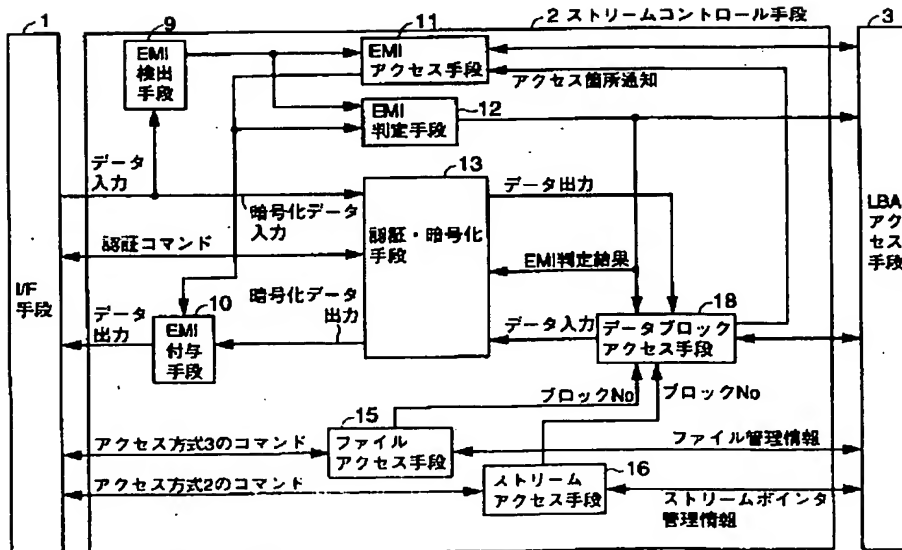 1
2 ストリームコントロール手段
3
9
EMI
検出
手段
11
EMI
アクセス手段
アクセス箇所通知
12
EMI
判定手段
データ
入力
13
認証・暗号化
手段
データ出力
暗号化データ
入力
認証コマンド
LBA
アク
セス
手段
I/F
手段
EMI判定結果
10
EMI
付与
手段
データ
出力
暗号化データ
出力
データ入力
18
データブロック
アクセス手段
ブロックNo
ブロックNo
15
ファイル
アクセス手段
アクセス方式3のコマンド
ファイル管理情報
16
ストリーム
アクセス手段
アクセス方式2のコマンド
ストリームポインタ
管理情報